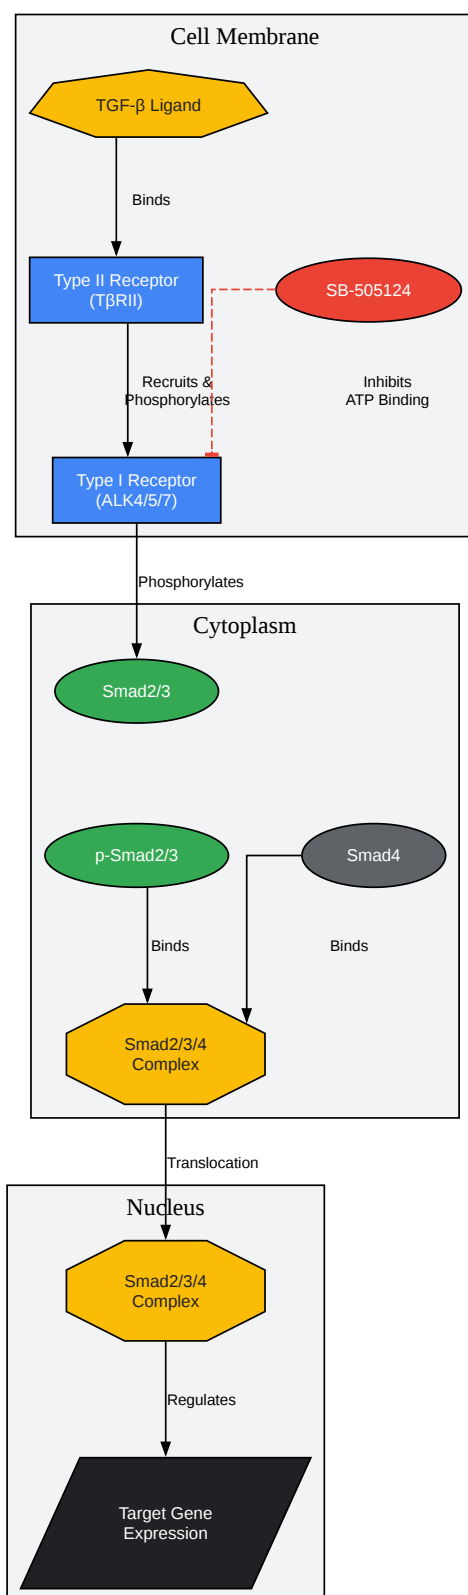 Cell Membrane
TGF-β Ligand
Binds
Type II Receptor
(TβRII)
SB-505124
Recruits &
Phosphorylates
Inhibits
ATP Binding
Type I Receptor
(ALK4/5/7)
Phosphorylates
Cytoplasm
Smad2/3
p-Smad2/3
Smad4
Binds
Binds
Smad2/3/4
Complex
Translocation
Nucleus
Smad2/3/4
Complex
Regulates
Target Gene
Expression